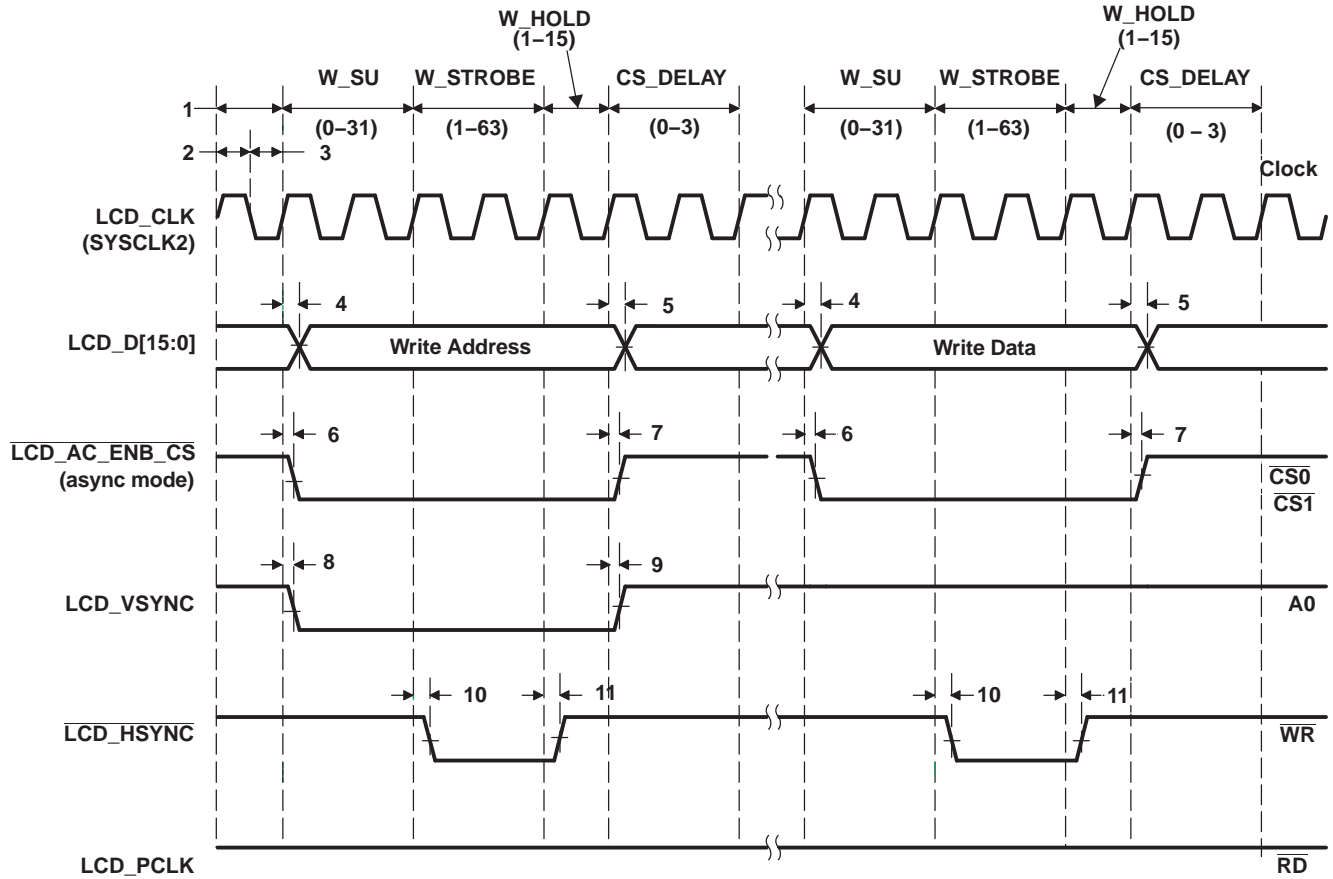 W_HOLD
(1–15)
W_HOLD
(1–15)
W_SU W_STROBE CS_DELAY W_SU W_STROBE CS_DELAY
1
(0–31) (1–63) (0–3) (0–31) (1–63) (0 – 3)
2 3
Clock
LCD_CLK
(SYSCLK2)
4 5 4 5
LCD_D[15:0] Write Address Write Data
6 7 6 7
LCD_AC_ENB_CS
(async mode)
CS0
CS1
8 9
LCD_VSYNC A0
10 11 10 11
LCD_HSYNC WR
LCD_PCLK RD